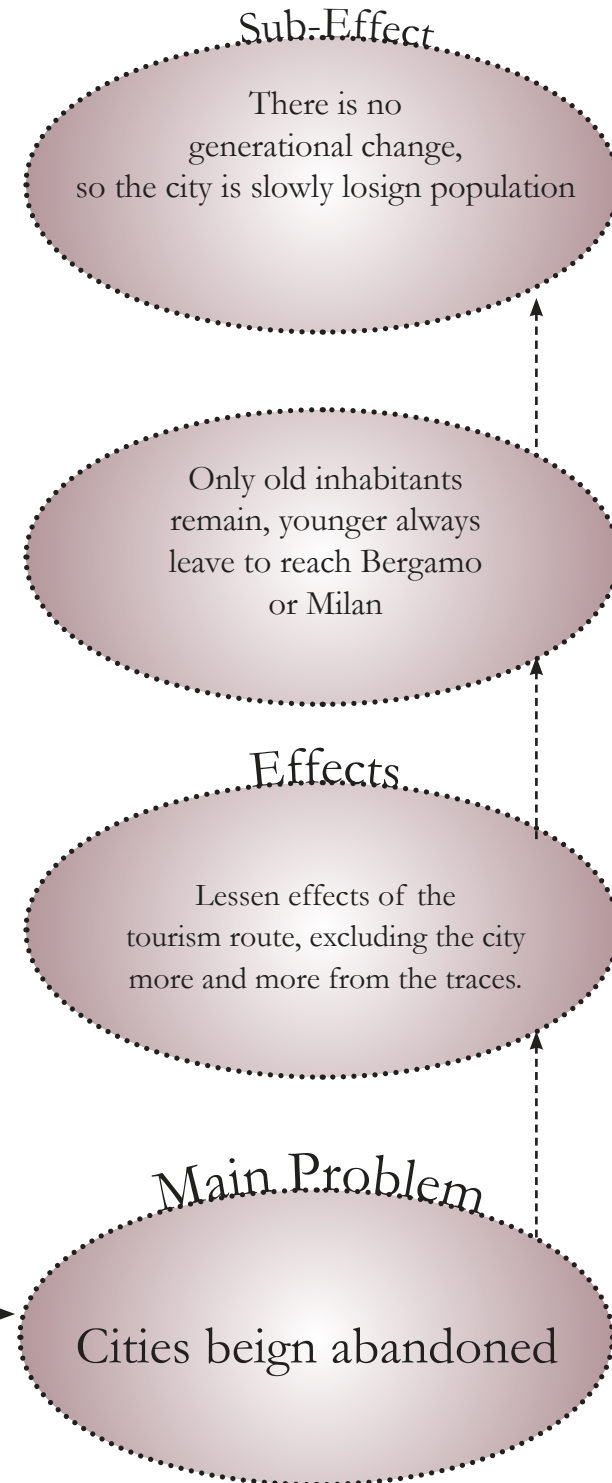 Sub-Effect
There is no
generational change,
so the city is slowly losign population
Only old inhabitants
remain, younger always
leave to reach Bergamo
or Milan
Effects
Lessen effects of the
tourism route, excluding the city
more and more from the traces.
Main Problem
Cities beign abandoned